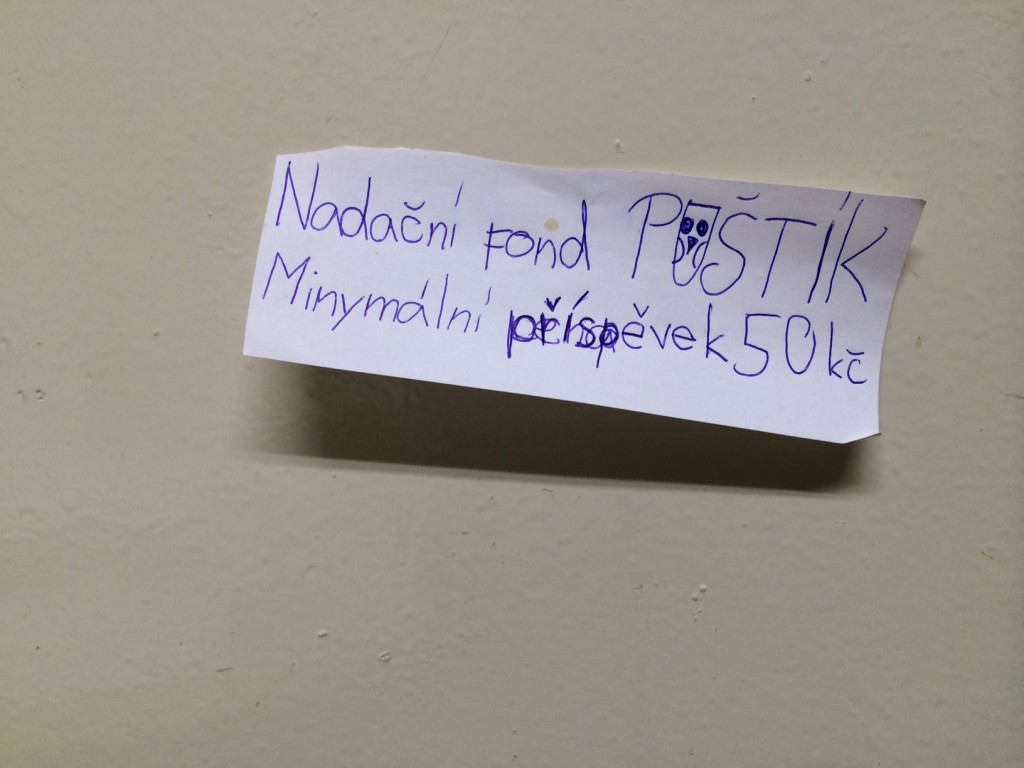 Nadační fond PUŠTÍK
Minymální příspěvek 50 kč